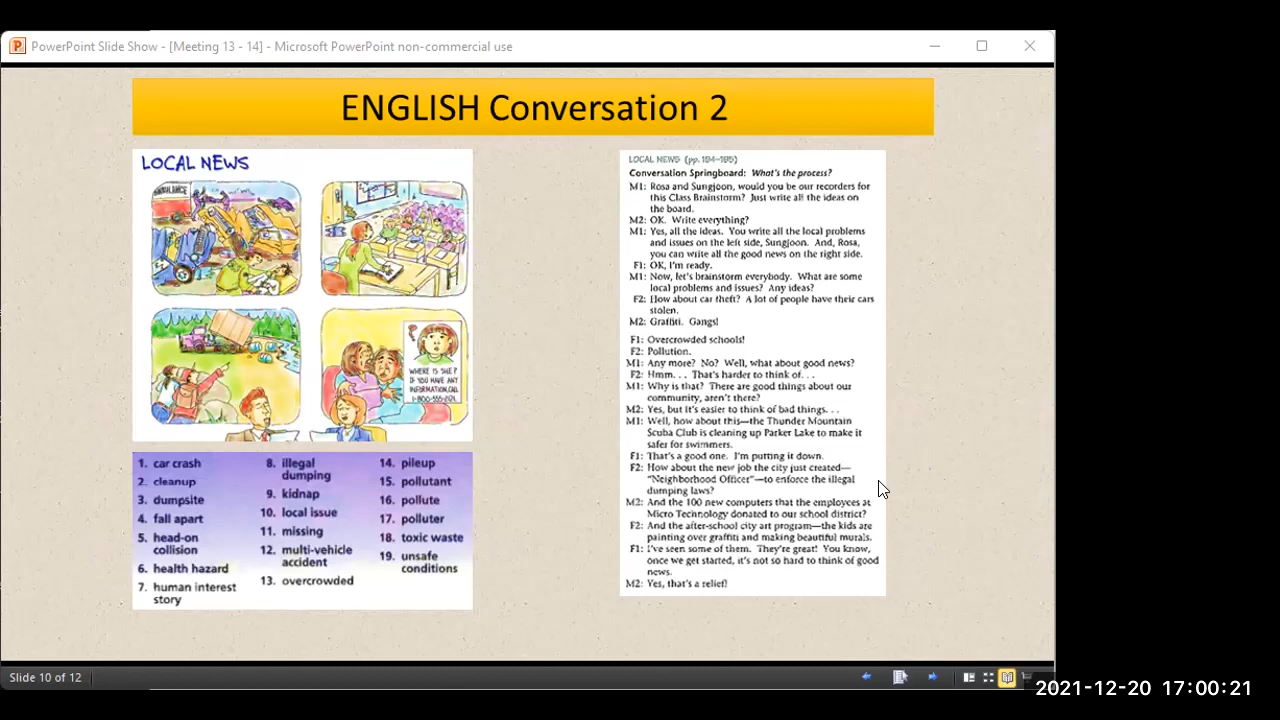 PowerPoint Slide Show - [Meeting 13 - 14] - Microsoft PowerPoint non-commercial use
ENGLISH Conversation 2
LOCAL NEWS
AMBULANCE
?
WHERE IS SHE?
IF YOU HAVE ANY
INFORMATION, CALL
1. car crash
2. cleanup
3. dumpsite
4. fall apart
5. head-on
collision
6. health hazard
7. human interest
story
8. illegal
dumping
9. kidnap
10. local issue
11. missing
12. multi-vehicle
accident
13. overcrowded
14. pileup
15. pollutant
16. pollute
17. polluter
18. toxic waste
19. unsafe
conditions
LOCAL NEWS (pp. 194–195)
Conversation Springboard: What's the process?
M1: Rosa and Sungjoon, would you be our recorders for
this Class Brainstorm? Just write all the ideas on
the board.
M2: OK. Write everything?
M1: Yes, all the ideas. You write all the local problems
and issues on the left side, Sungjoon. And, Rosa,
you can write all the good news on the right side.
F1: OK, I'm ready.
M1: Now, let's brainstorm everybody. What are some
local problems and issues? Any ideas?
F2: How about car theft? A lot of people have their cars
stolen.
M2: Graffiti. Gangs!
F1: Overcrowded schools!
F2: Pollution.
M1: Any more? No? Well, what about good news?
F2: Hmm. . . That's harder to think of. . .
M1: Why is that? There are good things about our
community, aren't there?
M2: Yes, but it's easier to think of bad things. . .
M1: Well, how about this—the Thunder Mountain
Scuba Club is cleaning up Parker Lake to make it
safer for swimmers.
F1: That's a good one. I'm putting it down.
F2: How about the new job the city just created—
"Neighborhood Officer"—to enforce the illegal
dumping laws?
M2: And the 100 new computers that the employees at
Micro Technology donated to our school district?
F2: And the after-school city art program—the kids are
painting over graffiti and making beautiful murals.
F1: I've seen some of them. They're great! You know,
once we get started, it's not so hard to think of good
news.
M2: Yes, that's a relief!
Slide 10 of 12
2021-12-20 17:00:21